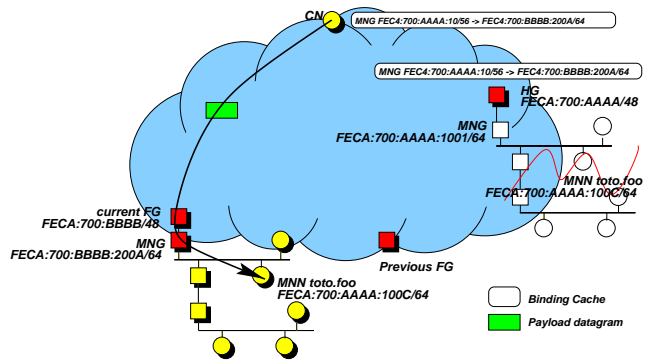 CN
MNG FEC4:700:AAAA:10/56 -> FEC4:700:BBBB:200A/64
MNG FEC4:700:AAAA:10/56 -> FEC4:700:BBBB:200A/64
HG
FECA:700:AAAA/48
MNG
FECA:700:AAAA:1001/64
MNN toto.foo
FECA:700:AAAA:100C/64
current FG
FECA:700:BBBB/48
MNG
FECA:700:BBBB:200A/64
Previous FG
MNN toto.foo
FECA:700:AAAA:100C/64
Binding Cache
Payload datagram